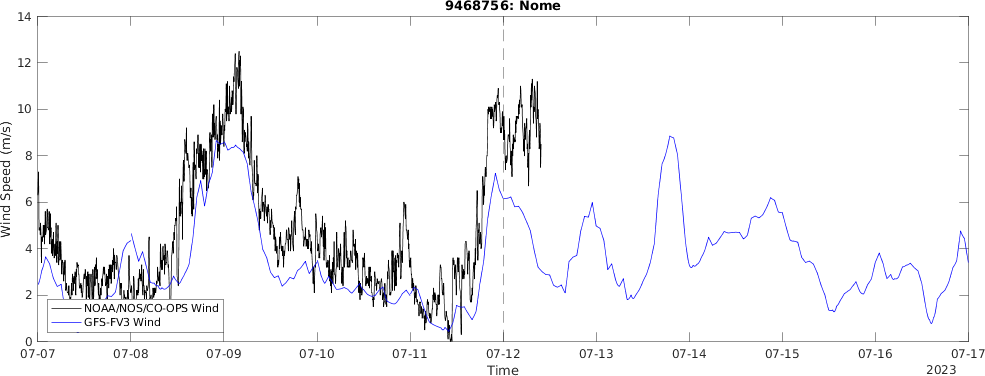 9468756: Nome
Wind Speed (m/s)
14
12
10
8
6
4
2
0
NOAA/NOS/CO-OPS Wind
GFS-FV3 Wind
07-07 07-08 07-09 07-10 07-11 07-12 07-13 07-14 07-15 07-16 07-17
Time
2023